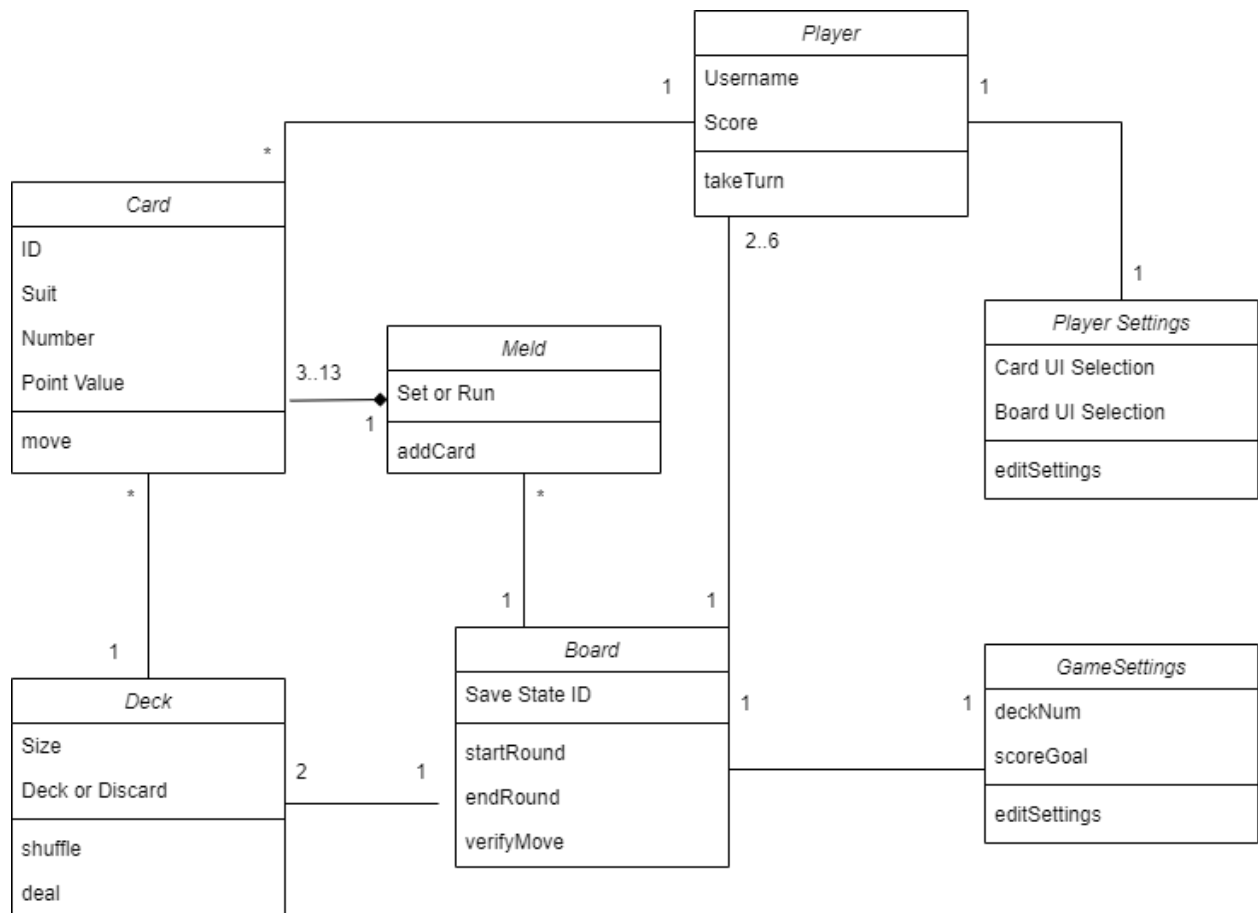 Player
Username
Score
takeTurn
1
1
*
2..6
1
Card
ID
Suit
Number
Point Value
move
3..13
1
Meld
Set or Run
addCard
Player Settings
Card UI Selection
Board UI Selection
editSettings
*
*
1
1
1
Deck
Size
Deck or Discard
shuffle
deal
2
1
Board
Save State ID
startRound
endRound
verifyMove
1
1
GameSettings
deckNum
scoreGoal
editSettings